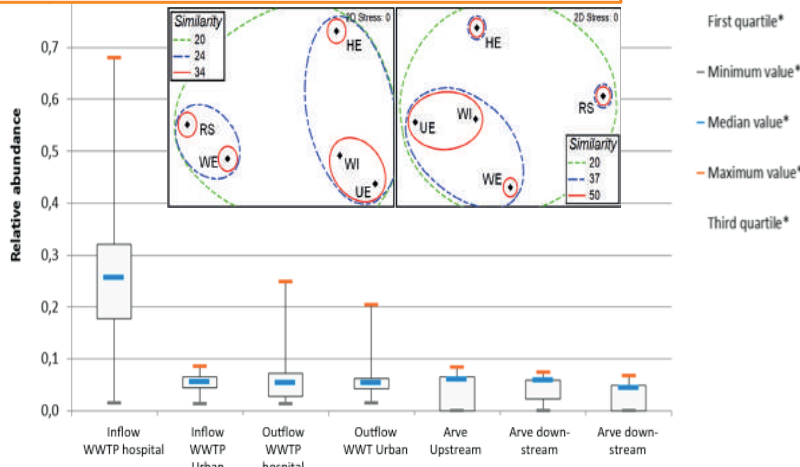 Similarity
20
24
34
2D Stress: 0
HE
RS
WE
WI
UE
2D Stress: 0
HE
RS
WI
UE
WE
Similarity
20
37
50
First quartile*
Minimum value*
Median value*
Maximum value*
Third quartile*
Relative abundance
0,7
0,6
0,5
0,4
0,3
0,2
0,1
0,0
Inflow
WWTP hospital
Inflow
WWTP
Urban
Outflow
WWTP
hospital
Outflow
WWT Urban
Arve
Upstream
Arve down-
stream
Arve down-
stream